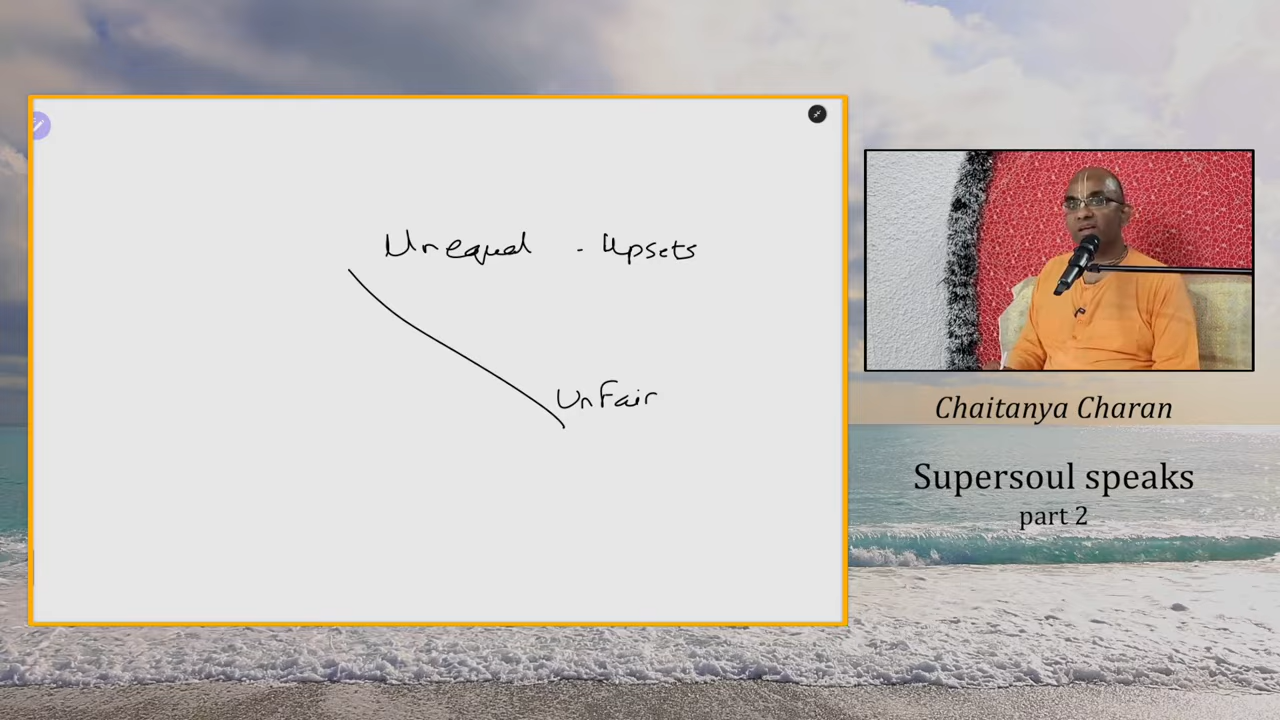 Unequal - Upsets
UnFair
Chaitanya Charan
Supersoul speaks
part 2